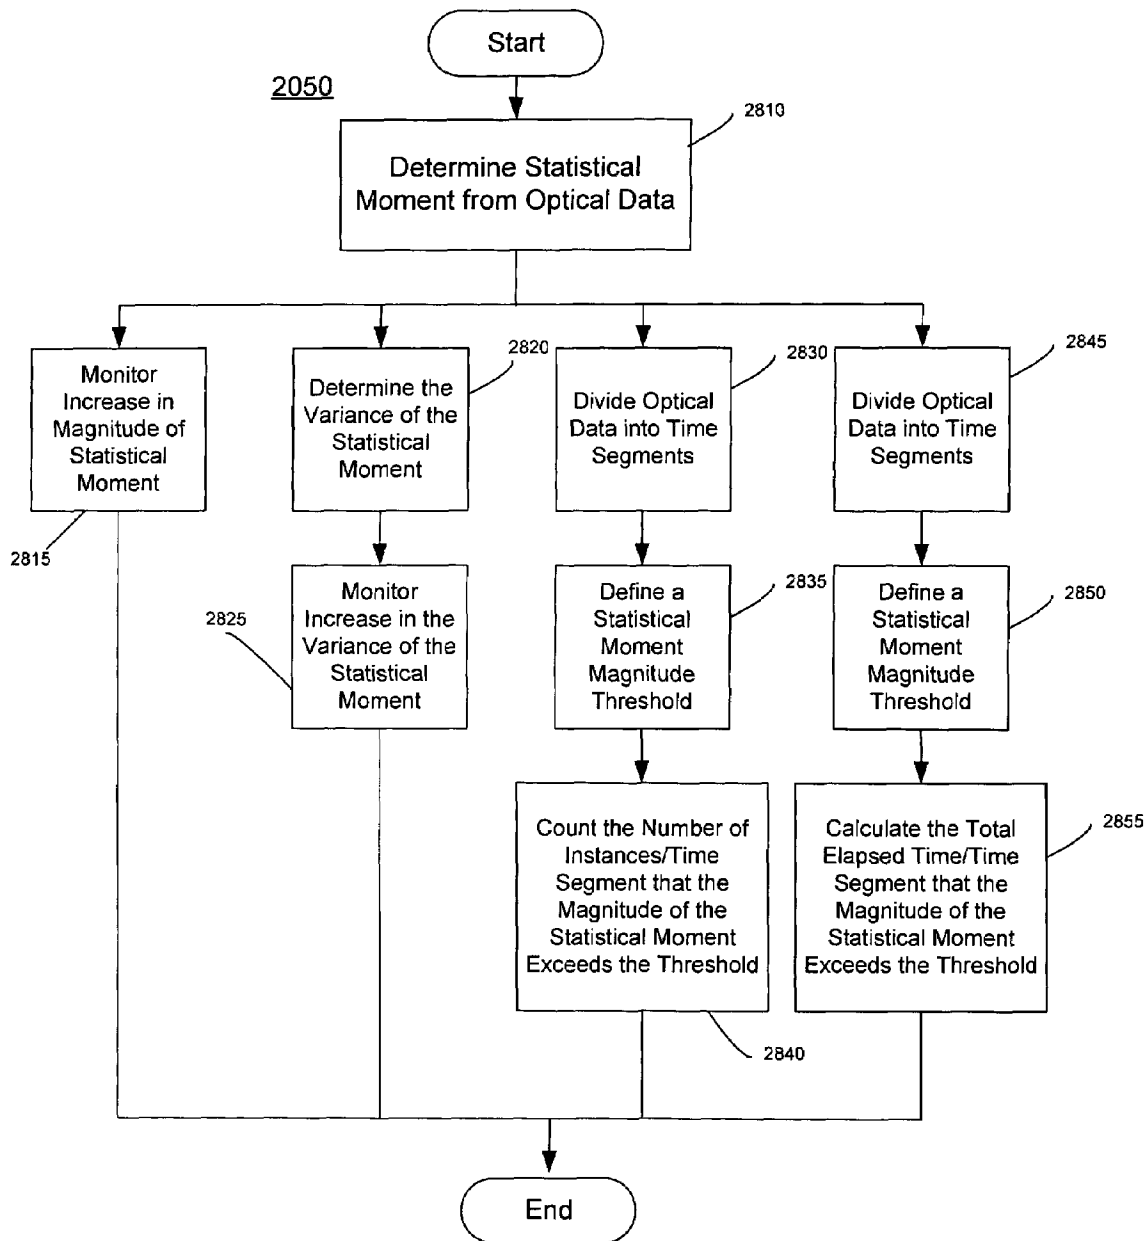 Start
2050
2810
Determine Statistical
Moment from Optical Data
Monitor
Increase in
Magnitude of
Statistical
Moment
2815
2820
Determine the
Variance of the
Statistical
Moment
2830
Divide Optical
Data into Time
Segments
2845
Divide Optical
Data into Time
Segments
2825
Monitor
Increase in the
Variance of the
Statistical
Moment
2835
Define a
Statistical
Moment
Magnitude
Threshold
2850
Define a
Statistical
Moment
Magnitude
Threshold
Count the Number of
Instances/Time
Segment that the
Magnitude of the
Statistical Moment
Exceeds the Threshold
2840
2855
Calculate the Total
Elapsed Time/Time
Segment that the
Magnitude of the
Statistical Moment
Exceeds the Threshold
End